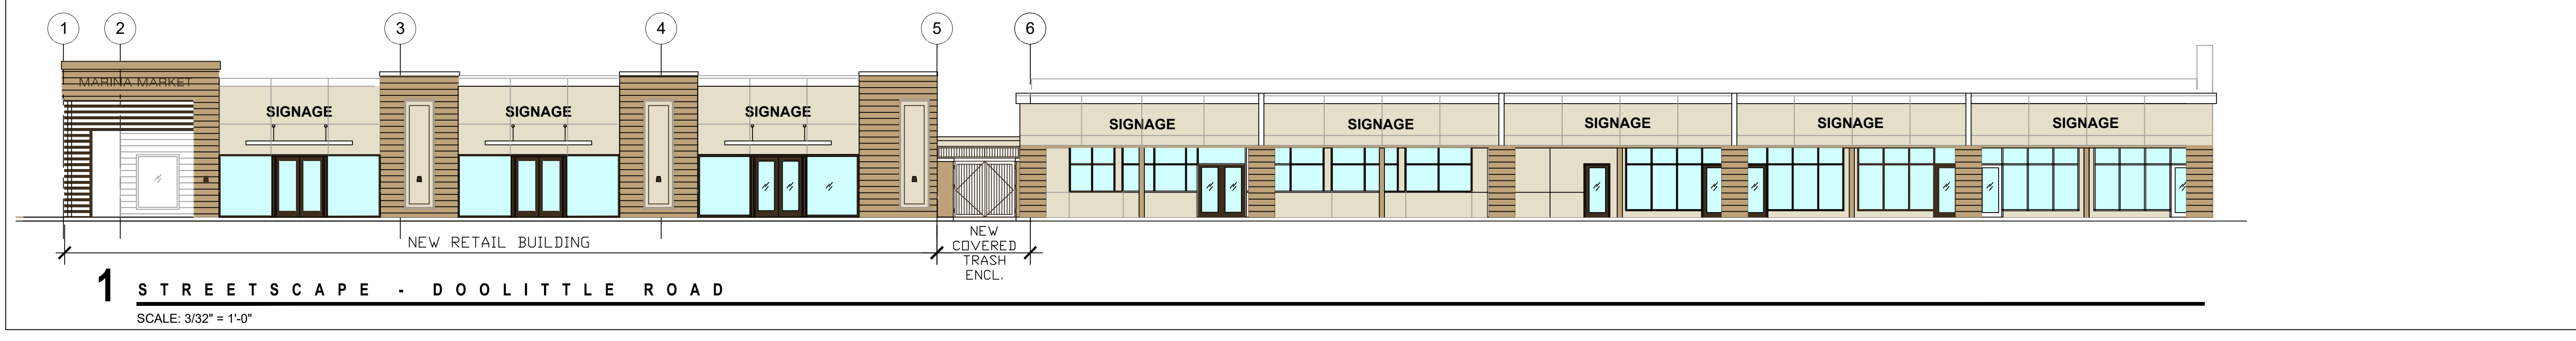 1 2 3 4 5 6
MARINA MARKET
SIGNAGE SIGNAGE SIGNAGE SIGNAGE SIGNAGE SIGNAGE SIGNAGE SIGNAGE
NEW RETAIL BUILDING
NEW
COVERED
TRASH
ENCL.
1 STREETSCAPE - DOOLITTLE ROAD
SCALE: 3/32" = 1'-0"